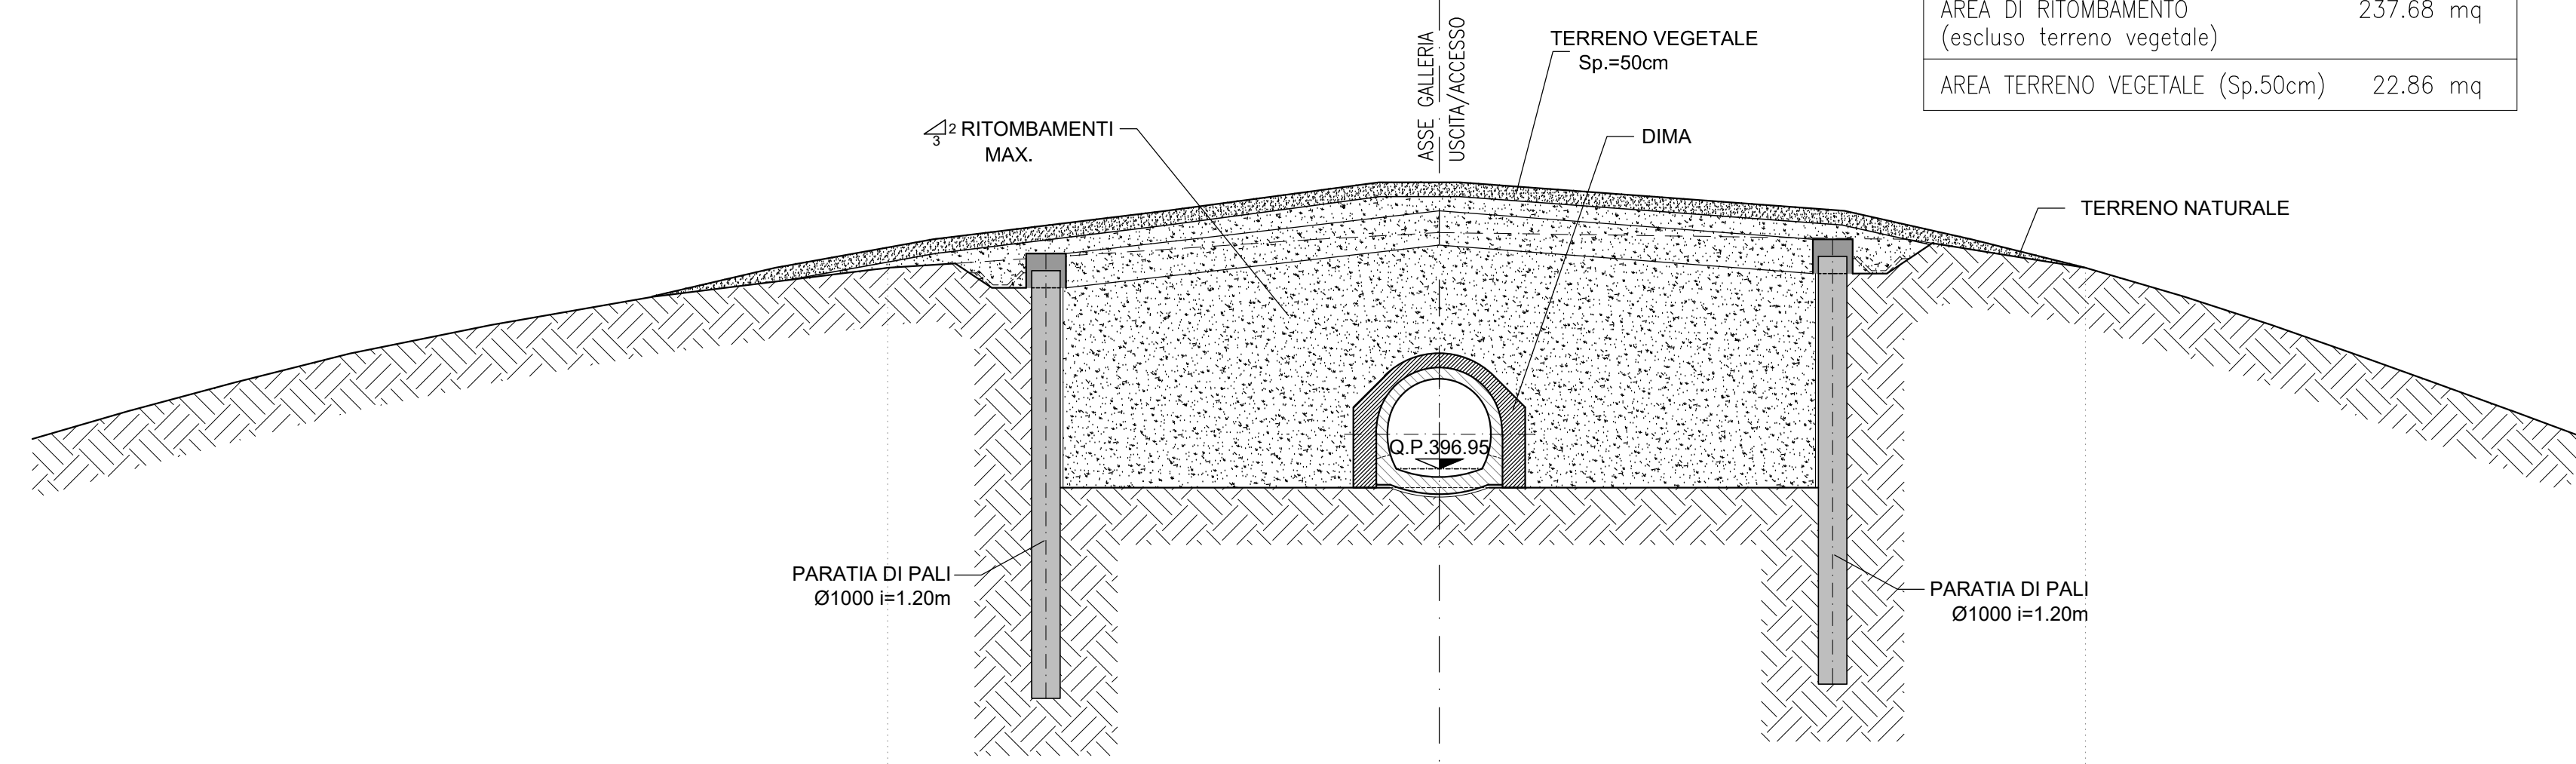 AREA DI RITOMBAMENTO 237.68 mq
(escluso terreno vegetale)
AREA TERRENO VEGETALE (Sp.50cm) 22.86 mq
ASSE GALLERIA
USCITA/ACCESSO
TERRENO VEGETALE
Sp.=50cm
2
3
RITOMBAMENTI
MAX.
DIMA
TERRENO NATURALE
Q.P.396.95
PARATIA DI PALI
Ø1000 i=1.20m
PARATIA DI PALI
Ø1000 i=1.20m